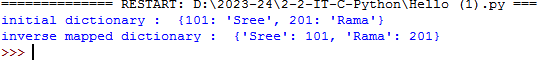 ============== RESTART: D:\2023-24\2-2-IT-C-Python\Hello (1).py ===
initial dictionary :  {101: 'Sree', 201: 'Rama'}
inverse mapped dictionary :  {'Sree': 101, 'Rama': 201}
>>>